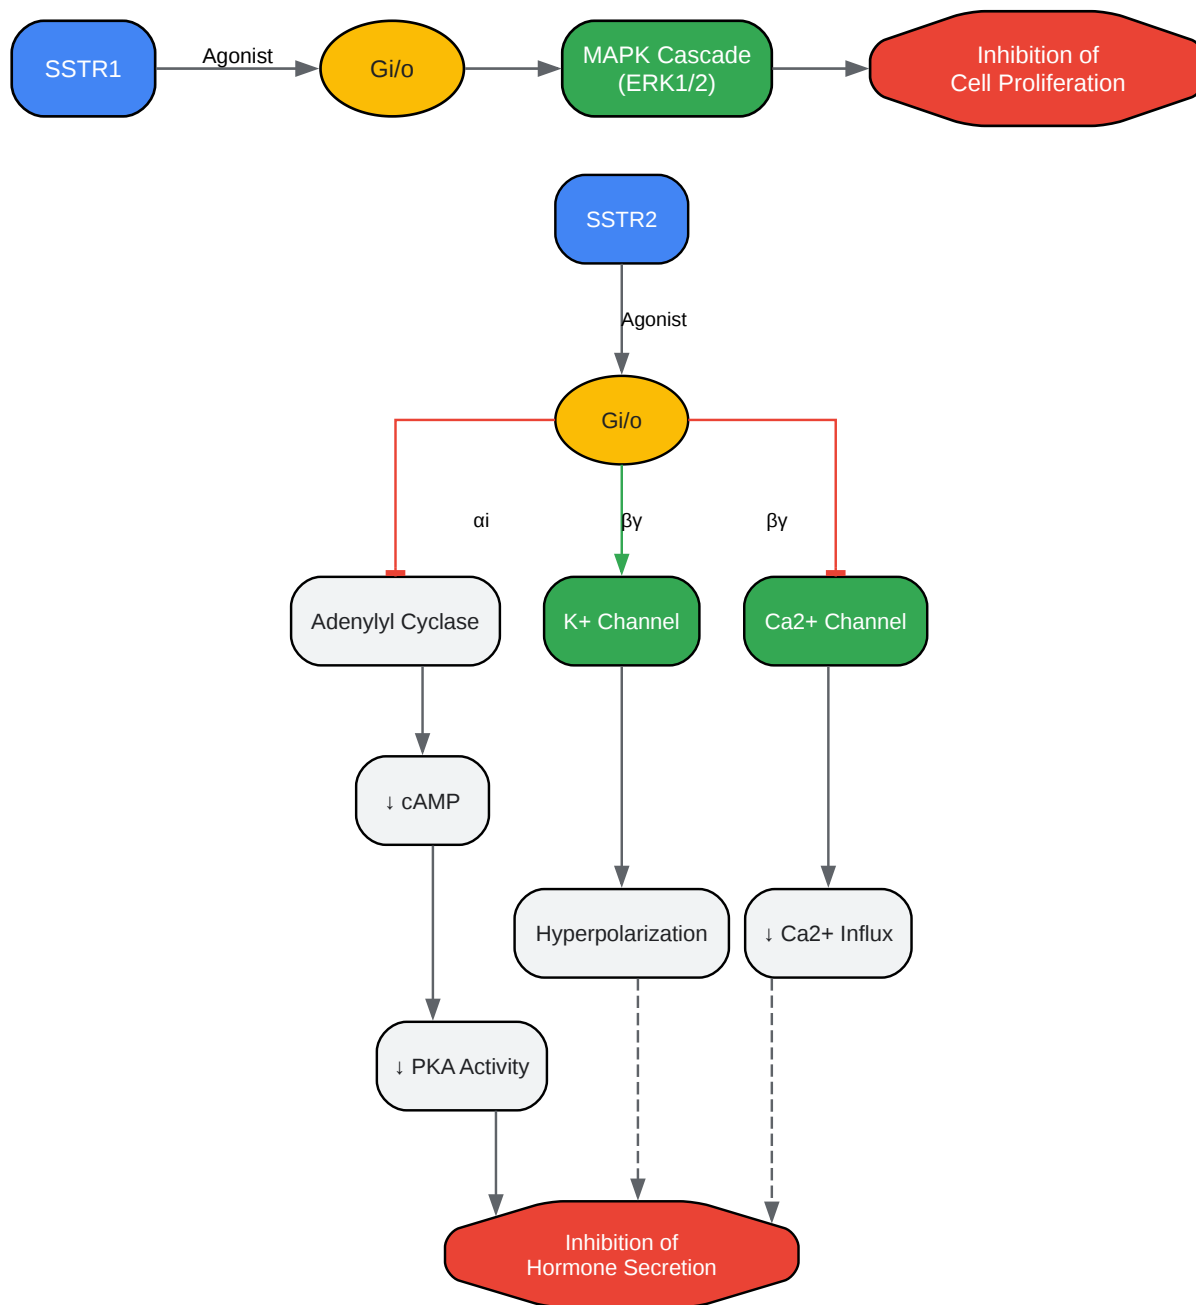 SSTR1
Agonist
Gi/o
MAPK Cascade
(ERK1/2)
Inhibition of
Cell Proliferation
SSTR2
Agonist
Gi/o
αi
βγ
βγ
Adenylyl Cyclase
K+ Channel
Ca2+ Channel
↓ cAMP
Hyperpolarization
↓ Ca2+ Influx
↓ PKA Activity
Inhibition of
Hormone Secretion